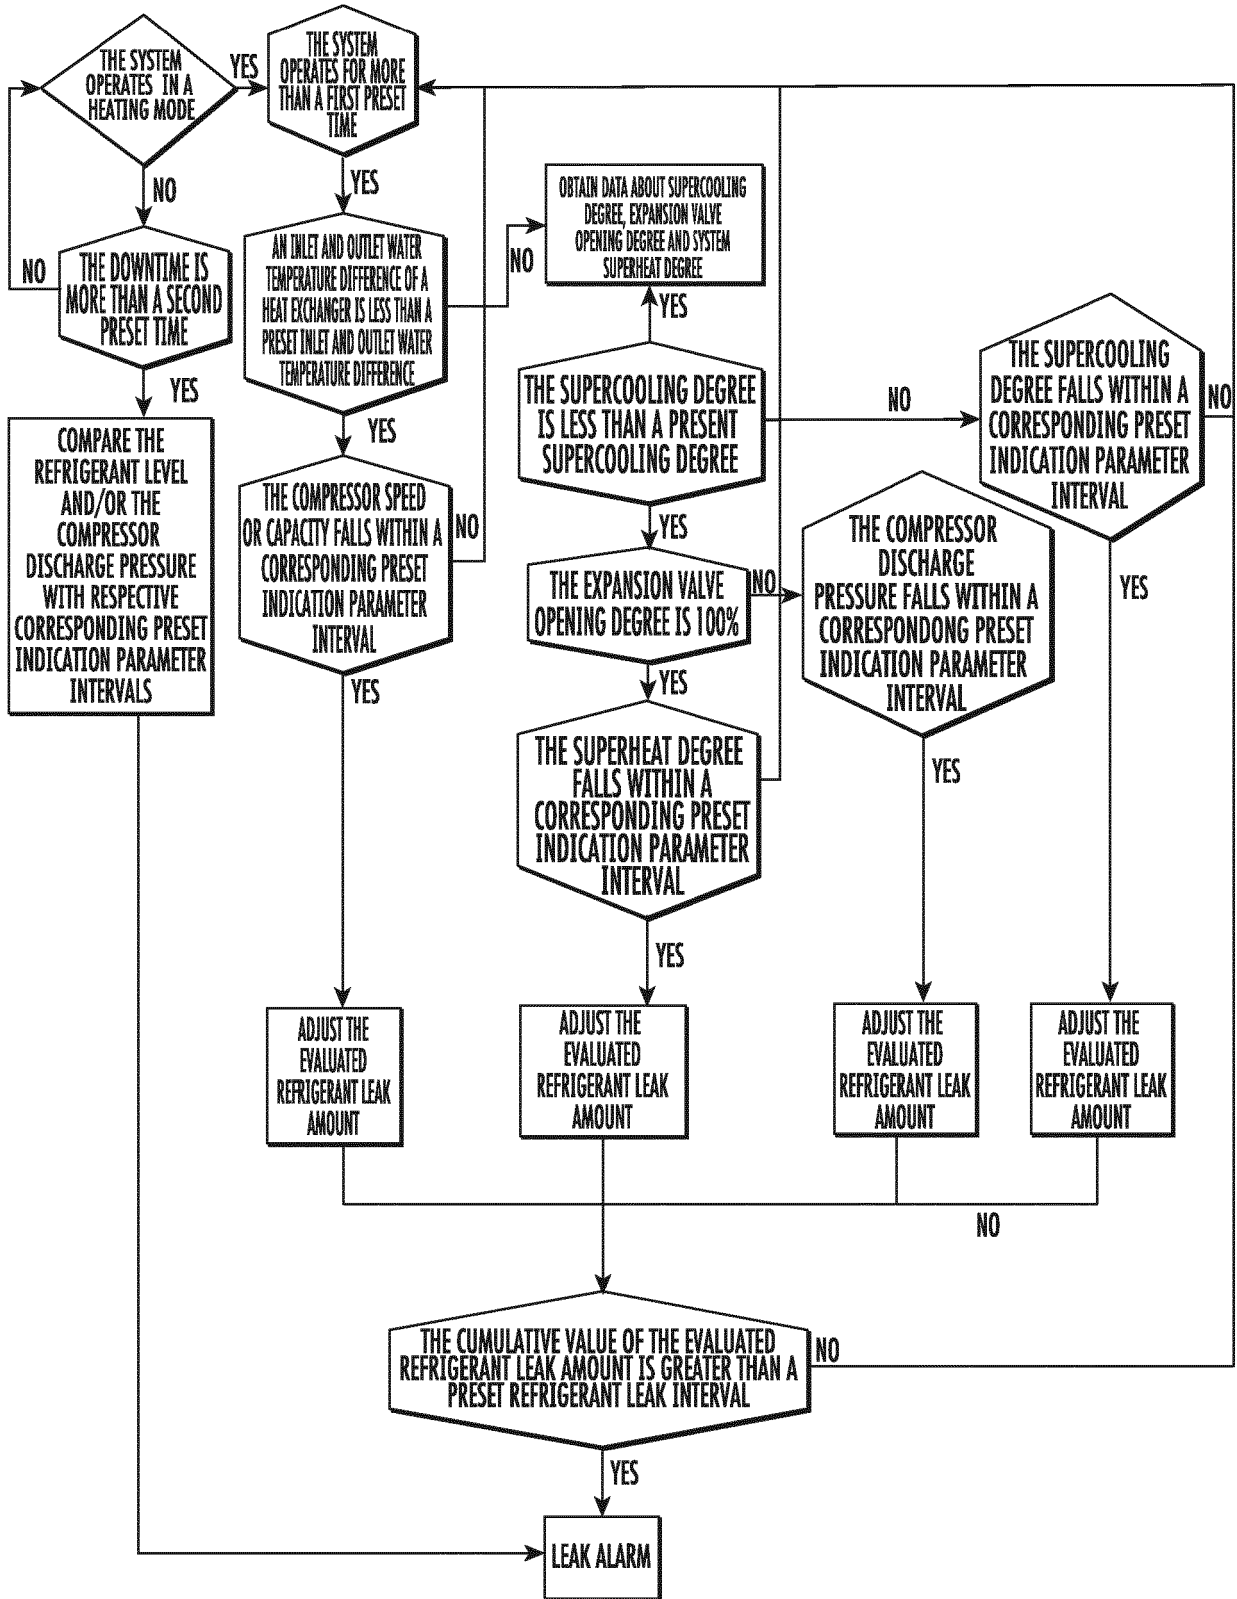 THE SYSTEM
OPERATES IN A
HEATING MODE
YES
THE SYSTEM
OPERATES FOR MORE
THAN A FIRST PRESET
TIME
NO
YES
THE DOWNTIME IS
MORE THAN A SECOND
PRESET TIME
NO
YES
COMPARE THE
REFRIGERANT LEVEL
AND/OR THE
COMPRESSOR
DISCHARGE PRESSURE
WITH RESPECTIVE
CORRESPONDING PRESET
INDICATION PARAMETER
INTERVALS
AN INLET AND OUTLET WATER
TEMPERATURE DIFFERENCE OF A
HEAT EXCHANGER IS LESS THAN A
PRESET INLET AND OUTLET WATER
TEMPERATURE DIFFERENCE
NO
YES
THE COMPRESSOR SPEED
OR CAPACITY FALLS WITHIN A
CORRESPONDING PRESET
INDICATION PARAMETER
INTERVAL
NO
YES
OBTAIN DATA ABOUT SUPERCOOLING
DEGREE, EXPANSION VALVE
OPENING DEGREE AND SYSTEM
SUPERHEAT DEGREE
YES
THE SUPERCOOLING DEGREE
IS LESS THAN A PRESENT
SUPERCOOLING DEGREE
NO
YES
THE SUPERCOOLING
DEGREE FALLS WITHIN A
CORRESPONDING PRESET
INDICATION PARAMETER
INTERVAL
NO
YES
THE EXPANSION VALVE
OPENING DEGREE IS 100%
NO
YES
THE COMPRESSOR
DISCHARGE
PRESSURE FALLS WITHIN A
CORRESPONDONG PRESET
INDICATION PARAMETER
INTERVAL
YES
THE SUPERHEAT DEGREE
FALLS WITHIN A
CORRESPONDING PRESET
INDICATION PARAMETER
INTERVAL
YES
ADJUST THE
EVALUATED
REFRIGERANT LEAK
AMOUNT
ADJUST THE
EVALUATED
REFRIGERANT LEAK
AMOUNT
ADJUST THE
EVALUATED
REFRIGERANT LEAK
AMOUNT
ADJUST THE
EVALUATED
REFRIGERANT LEAK
AMOUNT
NO
THE CUMULATIVE VALUE OF THE EVALUATED
REFRIGERANT LEAK AMOUNT IS GREATER THAN A
PRESET REFRIGERANT LEAK INTERVAL
NO
YES
LEAK ALARM